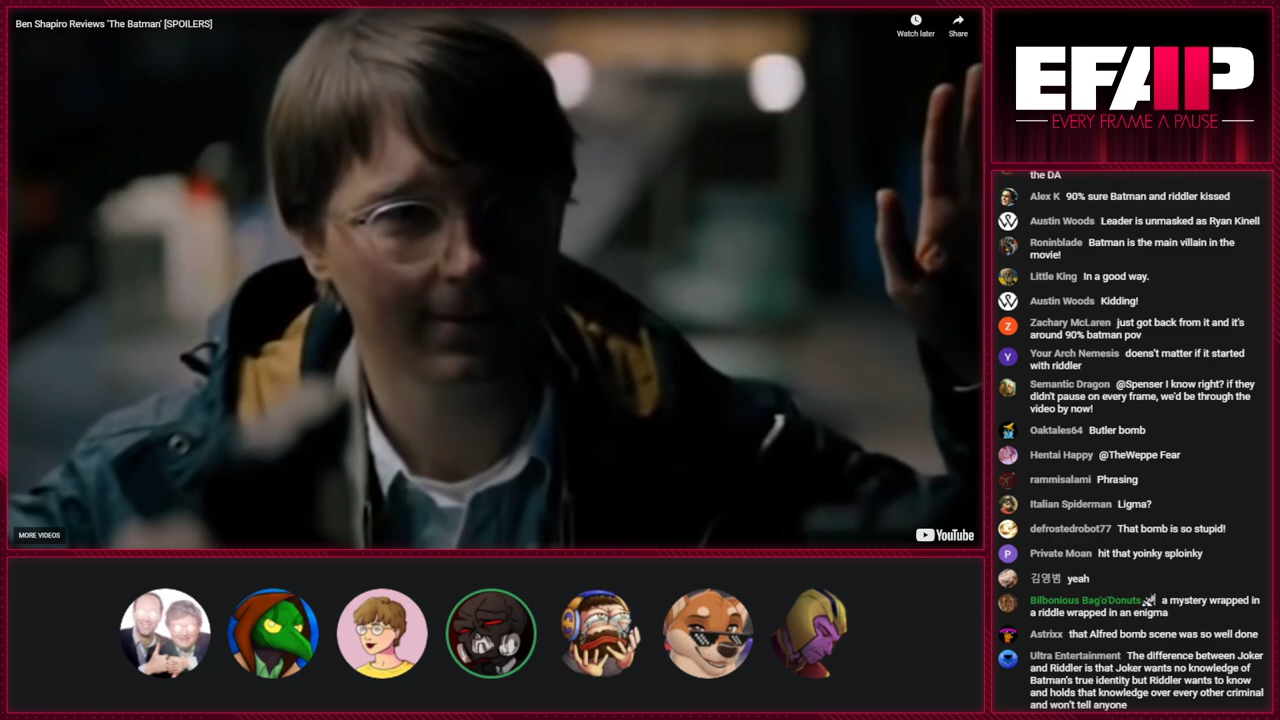 Ben Shapiro Reviews 'The Batman' [SPOILERS]
Watch later
Share
MORE VIDEOS
YouTube
EFAP
EVERY FRAME A PAUSE
the DA
Alex K 90% sure Batman and riddler kissed
Austin Woods Leader is unmasked as Ryan Kinell
Roninblade Batman is the main villain in the
movie!
Little King In a good way.
Austin Woods Kidding!
Zachary McLaren just got back from it and it's
around 90% batman pov
Your Arch Nemesis doens't matter if it started
with riddler
Semantic Dragon @Spenser I know right? if they
didn't pause on every frame, we'd be through the
video by now!
Oaktales64 Butler bomb
Hentai Happy @TheWeppe Fear
rammisalami Phrasing
Italian Spiderman Ligma?
defrostedrobot77 That bomb is so stupid!
Private Moan hit that yoinky sploinky
김영범 yeah
Bilbonious Bag'o'Donuts a mystery wrapped in
a riddle wrapped in an enigma
Astrixx that Alfred bomb scene was so well done
Ultra Entertainment The difference between Joker
and Riddler is that Joker wants no knowledge of
Batman's true identity but Riddler wants to know
and holds that knowledge over every other criminal
and won't tell anyone